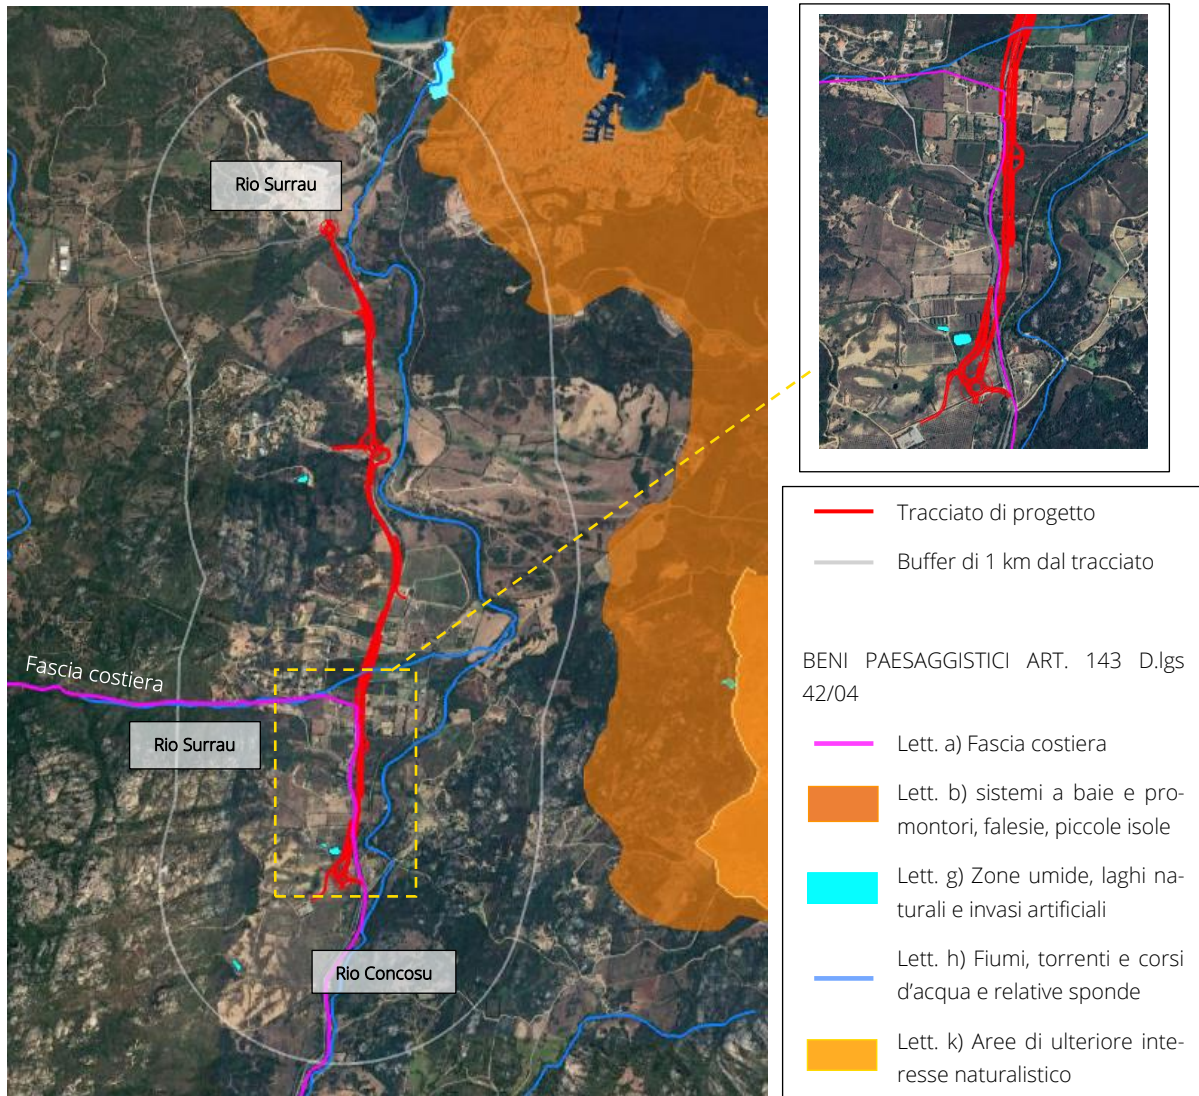 Rio Surrau
Fascia costiera
Rio Surrau
Rio Concosu
Tracciato di progetto
Buffer di 1 km dal tracciato
BENI PAESAGGISTICI ART. 143 D.lgs
42/04
Lett. a) Fascia costiera
Lett. b) sistemi a baie e pro-
montori, falesie, piccole isole
Lett. g) Zone umide, laghi na-
turali e invasi artificiali
Lett. h) Fiumi, torrenti e corsi
d'acqua e relative sponde
Lett. k) Aree di ulteriore inte-
resse naturalistico